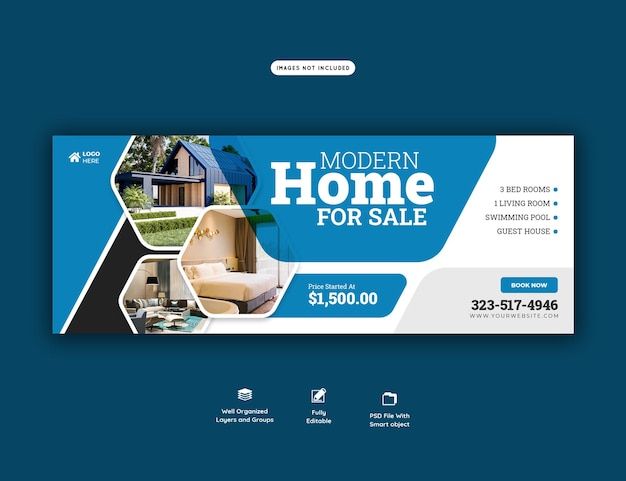 IMAGES NOT INCLUDED
LOGO
HERE
MODERN
Home
FOR SALE
3 BED ROOMS
1 LIVING ROOM
SWIMMING POOL
GUEST HOUSE
Price Started At
$1,500.00
BOOK NOW
323-517-4946
WWW.YOURWEBSITE.COM
Well Organized
Layers and Groups
Fully
Editable
PSD File With
Smart object